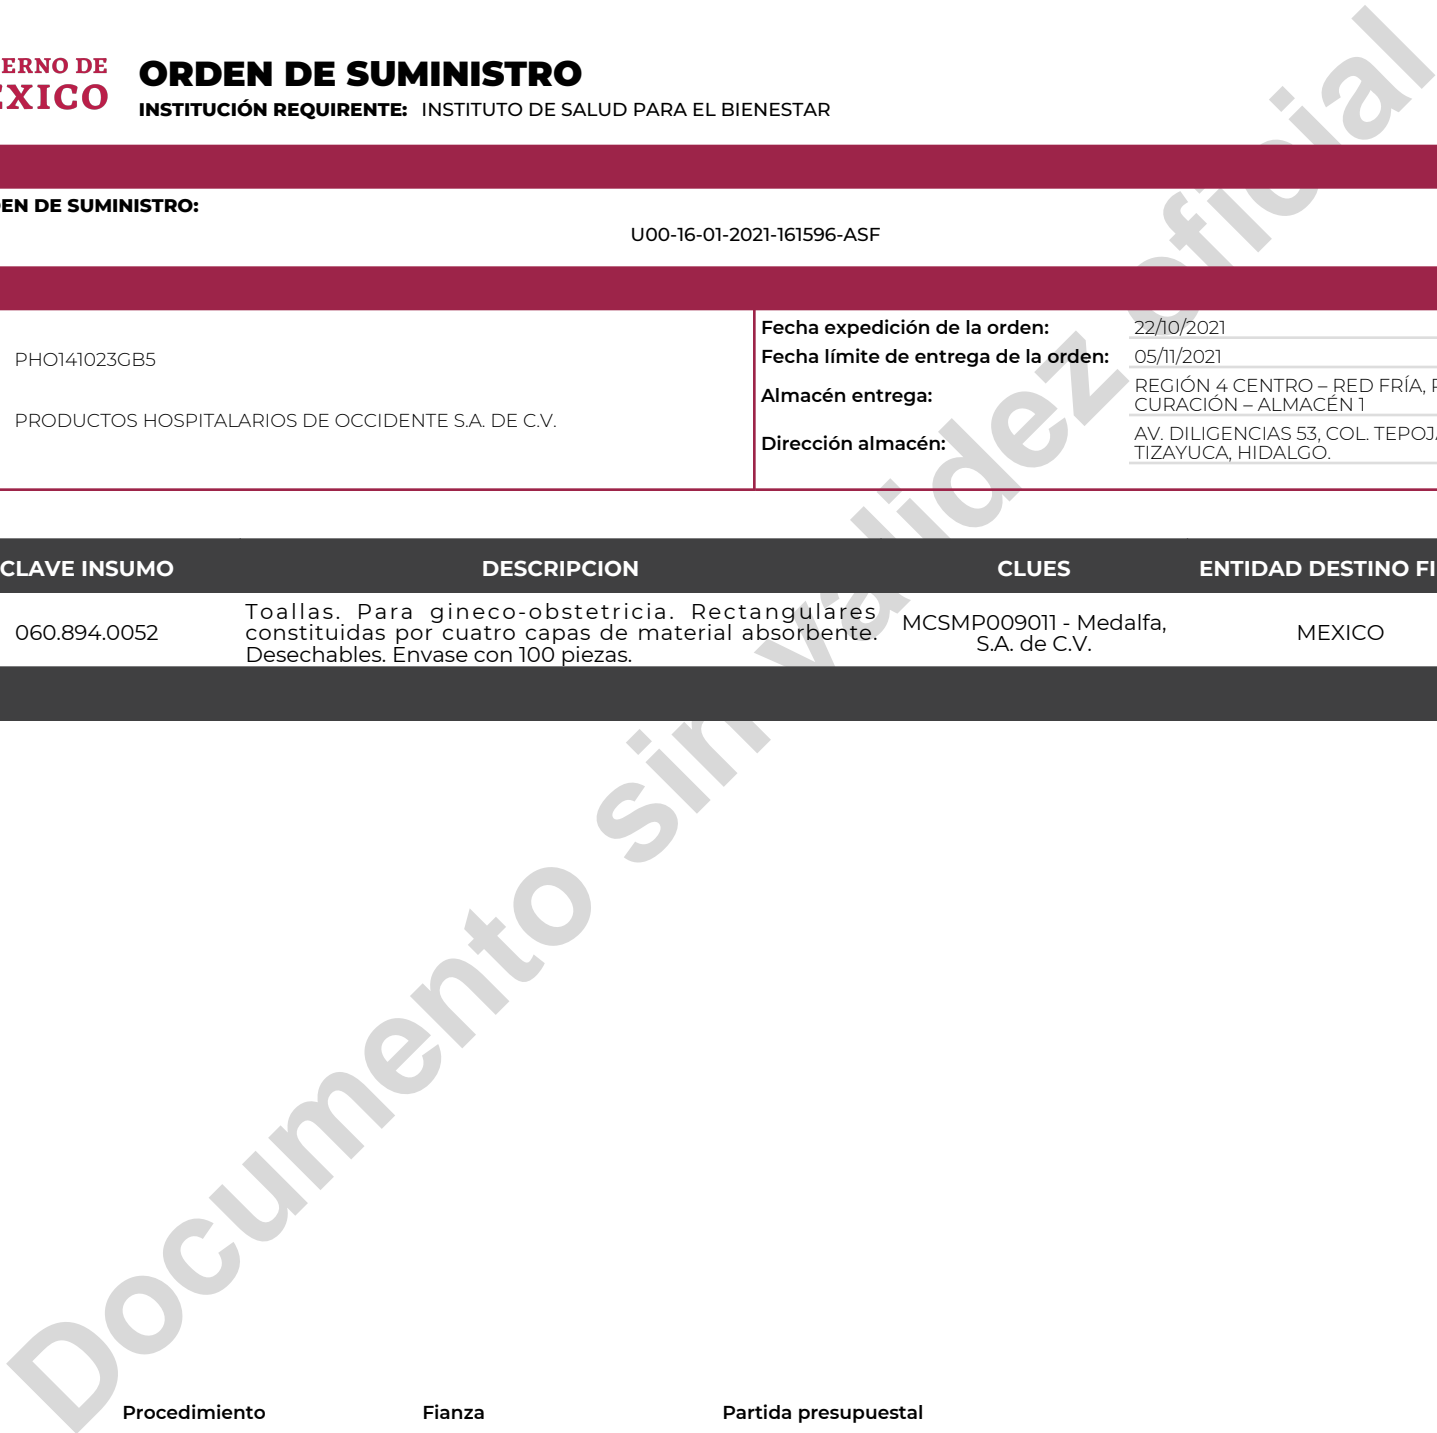 ERNO DE
EXICO
ORDEN DE SUMINISTRO
INSTITUCIÓN REQUIRENTE: INSTITUTO DE SALUD PARA EL BIENESTAR
EN DE SUMINISTRO:
U00-16-01-2021-161596-ASF
PHO141023GB5
PRODUCTOS HOSPITALARIOS DE OCCIDENTE S.A. DE C.V.
Fecha expedición de la orden: 22/10/2021
Fecha límite de entrega de la orden: 05/11/2021
Almacén entrega: REGIÓN 4 CENTRO – RED FRÍA,
CURACIÓN – ALMACÉN 1
Dirección almacén: AV. DILIGENCIAS 53, COL. TEPOJA
TIZAYUCA, HIDALGO.
CLAVE INSUMO DESCRIPCION CLUES ENTIDAD DESTINO FI
060.894.0052
Toallas. Para gineco-obstetricia. Rectangulares
constituidas por cuatro capas de material absorbente.
Desechables. Envase con 100 piezas.
MCSMP009011 - Medalfa,
S.A. de C.V.
MEXICO
Documento sin validez oficial
Procedimiento Fianza Partida presupuestal